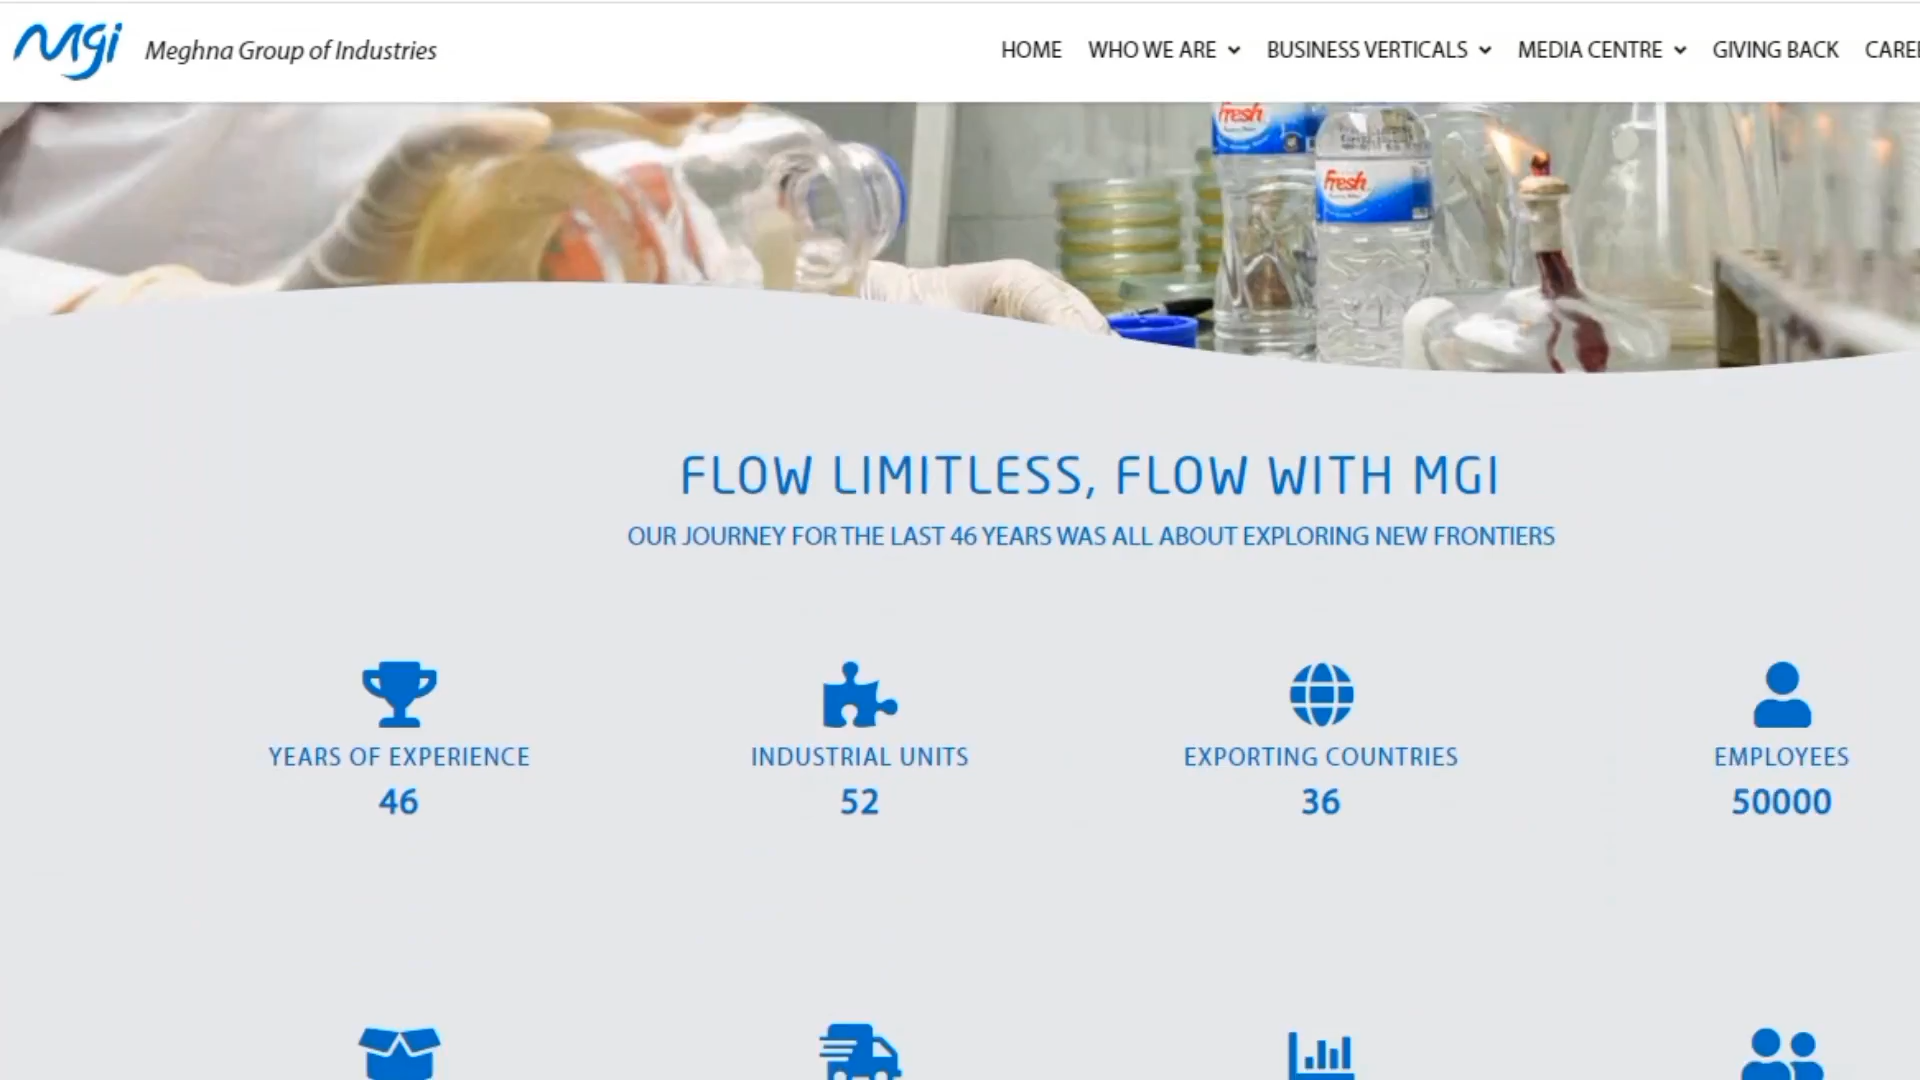 mgi Meghna Group of Industries
HOME WHO WE ARE BUSINESS VERTICALS MEDIA CENTRE GIVING BACK CAREE
Fresh
Fresh
FLOW LIMITLESS, FLOW WITH MGI
OUR JOURNEY FOR THE LAST 46 YEARS WAS ALL ABOUT EXPLORING NEW FRONTIERS
YEARS OF EXPERIENCE
46
INDUSTRIAL UNITS
52
EXPORTING COUNTRIES
36
EMPLOYEES
50000